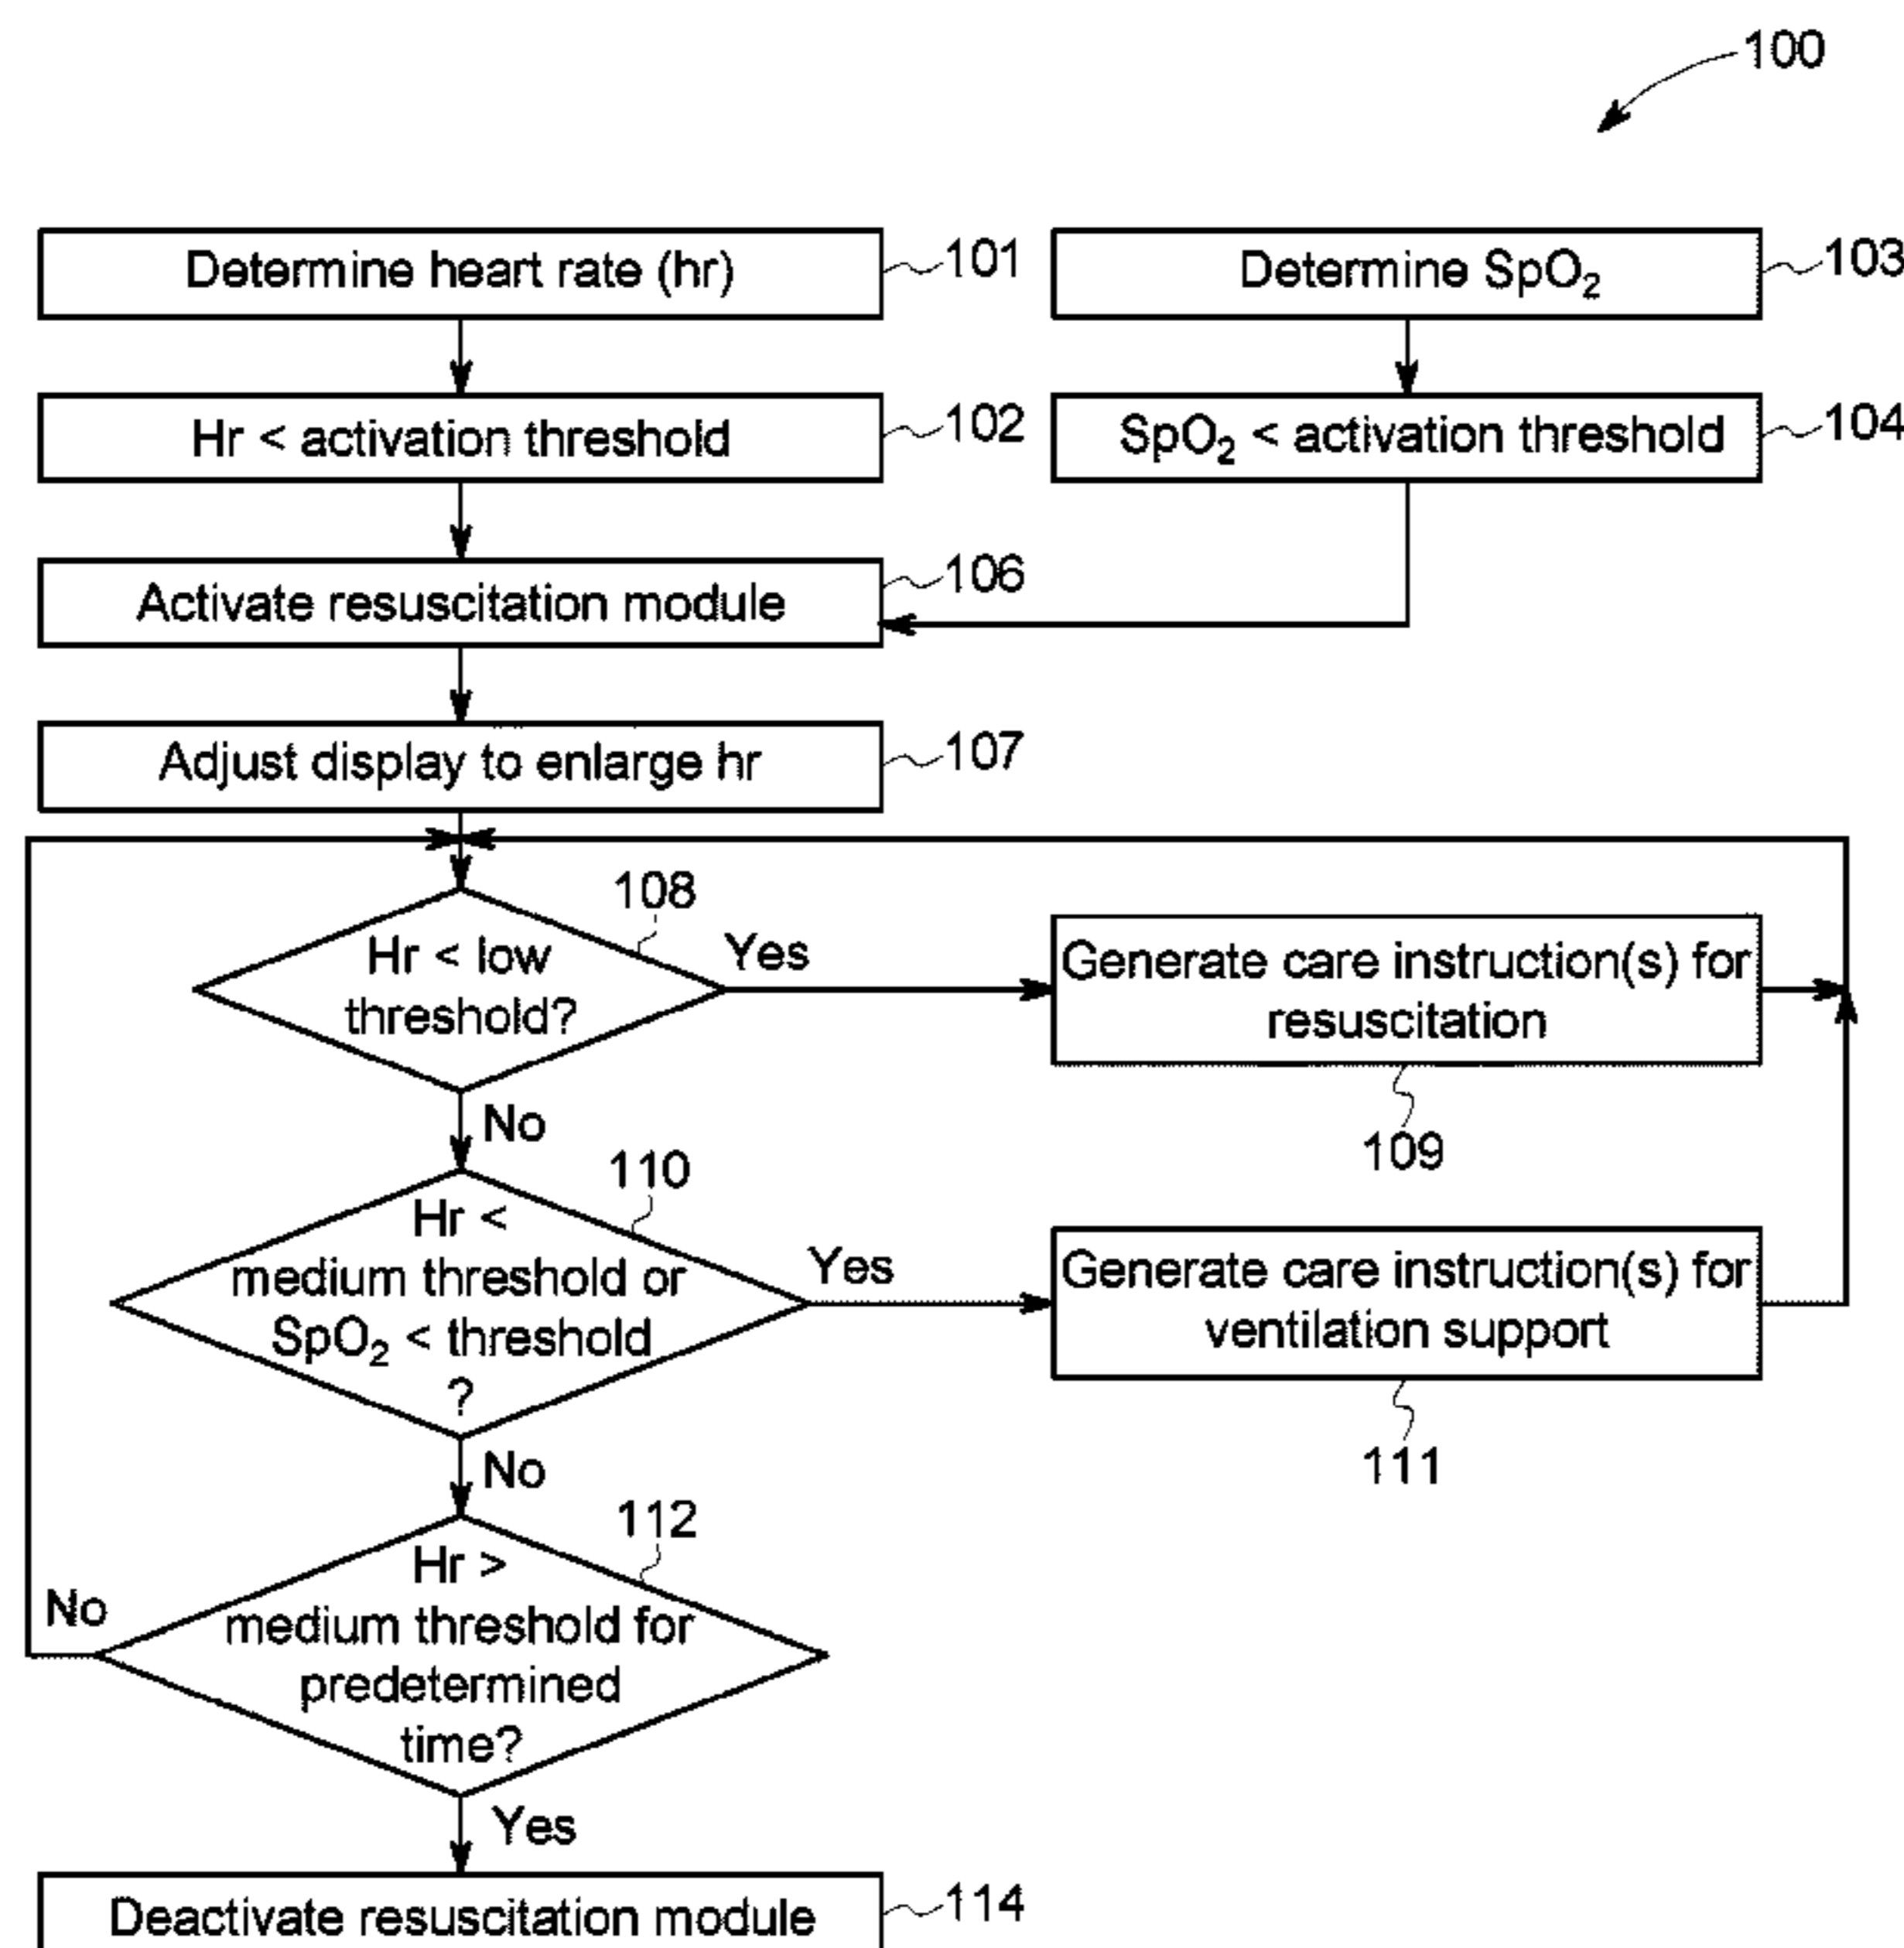 100
Determine heart rate (hr)
101
Determine SpO₂
103
Hr < activation threshold
102
SpO₂ < activation threshold
104
Activate resuscitation module
106
Adjust display to enlarge hr
107
108
Hr < low
threshold?
Yes
No
Generate care instruction(s) for
resuscitation
109
110
Hr <
medium threshold or
SpO₂ < threshold
?
Yes
No
Generate care instruction(s) for
ventilation support
111
112
Hr >
medium threshold for
predetermined
time?
No
Yes
Deactivate resuscitation module
114